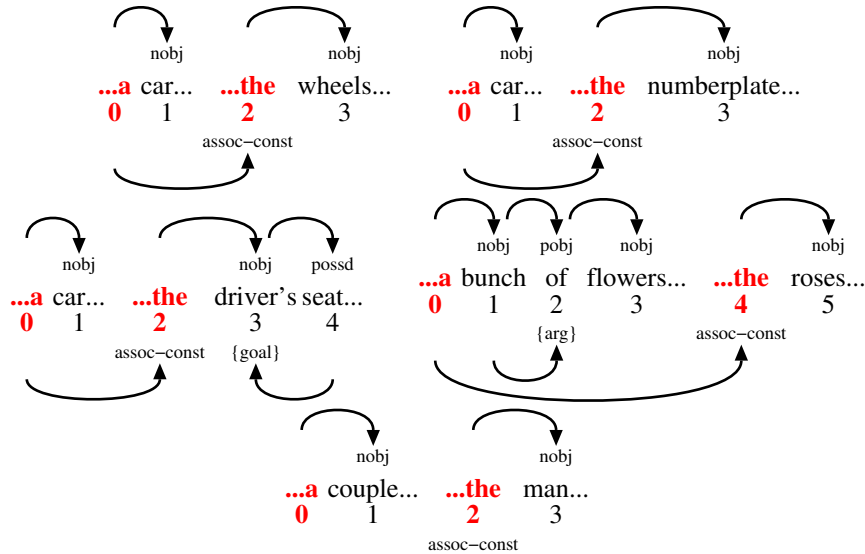 nobj nobj nobj nobj
...a car... ...the wheels... ...a car... ...the numberplate...
0 1 2 3 0 1 2 3
assoc–const assoc–const
nobj nobj possd nobj pobj nobj nobj
...a car... ...the driver's seat... ...a bunch of flowers... ...the roses...
0 1 2 3 4 0 1 2 3 4 5
assoc–const {goal} {arg} assoc–const
nobj nobj
...a couple... ...the man...
0 1 2 3
assoc–const